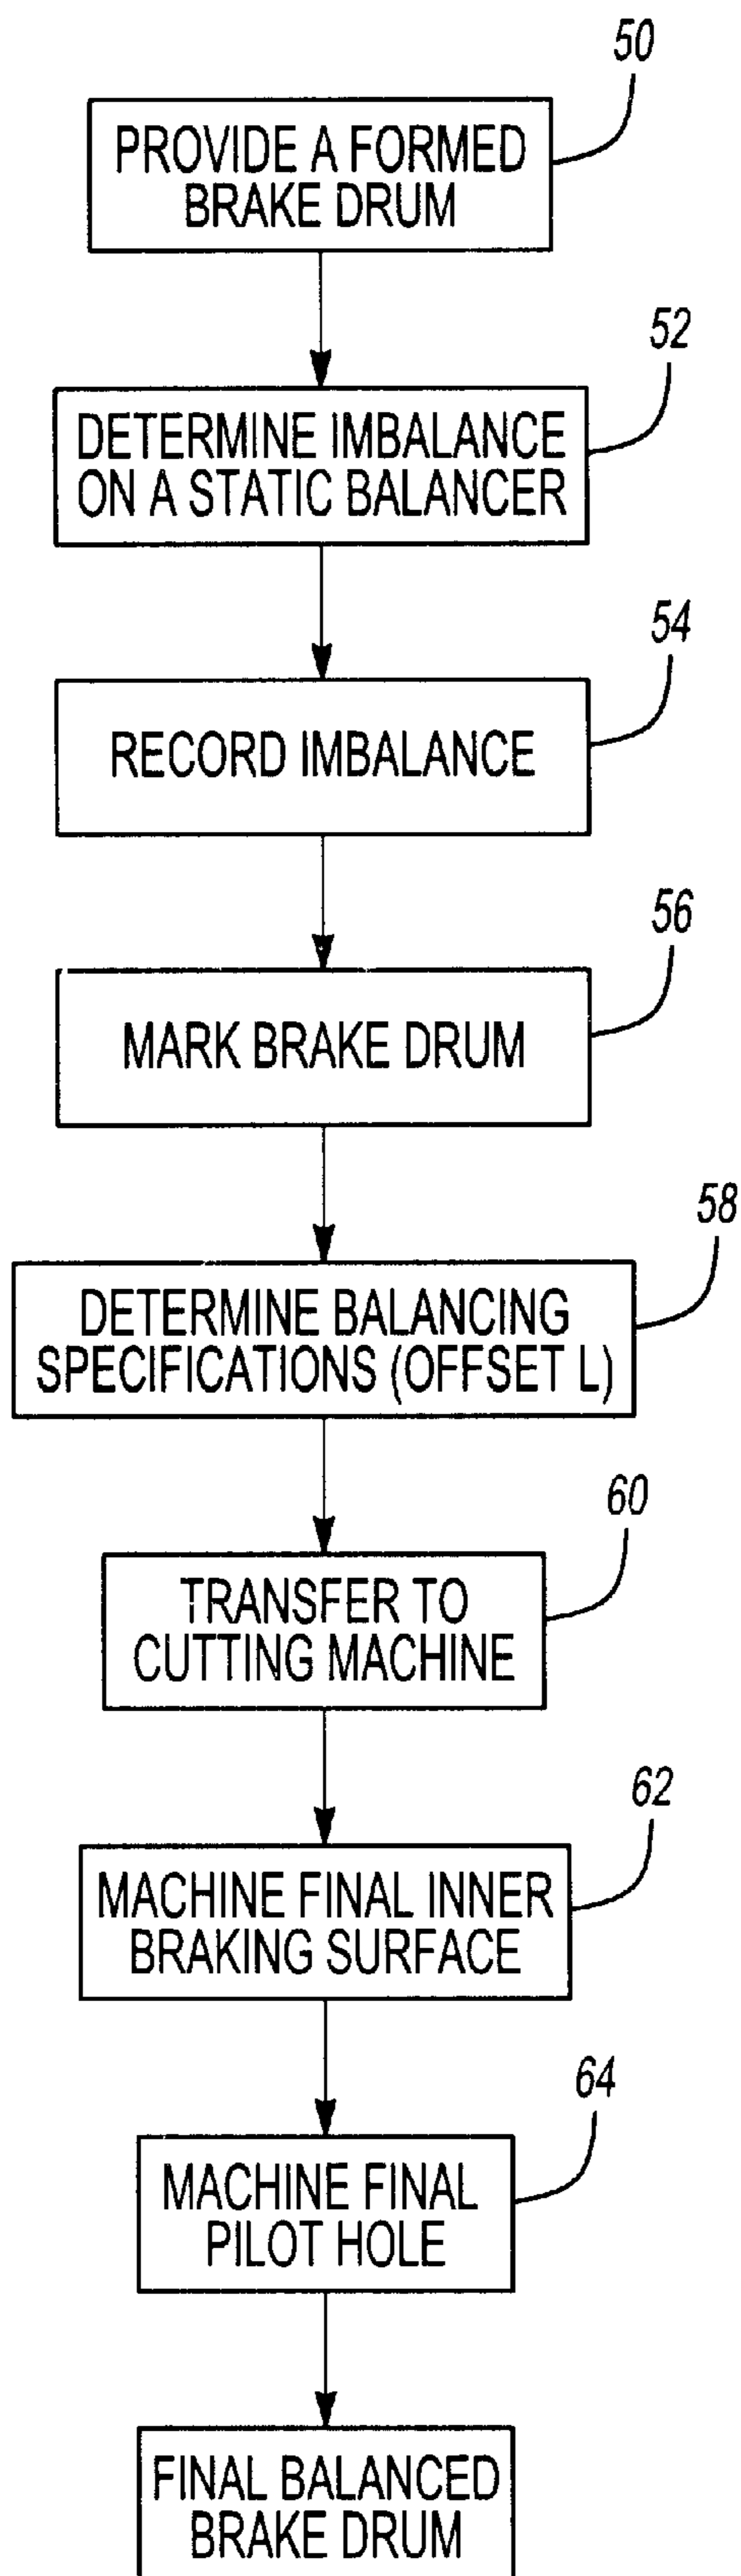 50
PROVIDE A FORMED
BRAKE DRUM
52
DETERMINE IMBALANCE
ON A STATIC BALANCER
54
RECORD IMBALANCE
56
MARK BRAKE DRUM
58
DETERMINE BALANCING
SPECIFICATIONS (OFFSET L)
60
TRANSFER TO
CUTTING MACHINE
62
MACHINE FINAL INNER
BRAKING SURFACE
64
MACHINE FINAL
PILOT HOLE
FINAL BALANCED
BRAKE DRUM